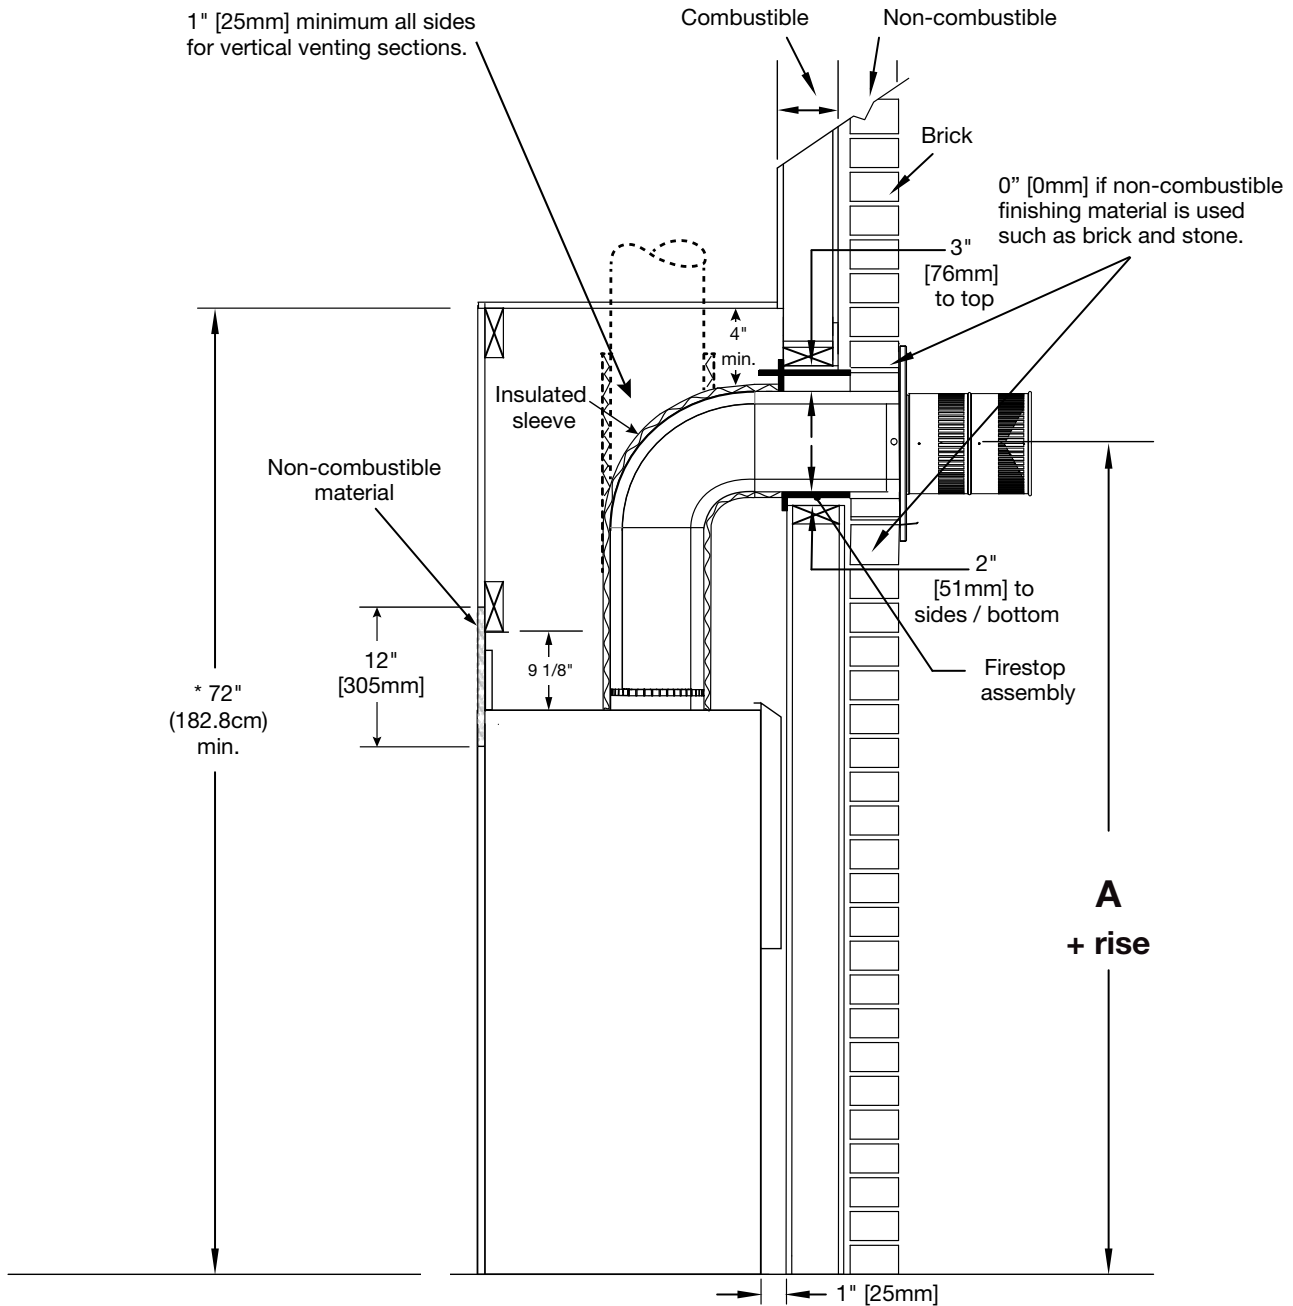 1" [25mm] minimum all sides
for vertical venting sections.
Combustible
Non-combustible
Brick
0” [0mm] if non-combustible
finishing material is used
such as brick and stone.
3"
[76mm]
to top
4"
min.
Insulated
sleeve
Non-combustible
material
2"
[51mm] to
sides / bottom
12"
[305mm]
9 1/8"
Firestop
assembly
* 72"
(182.8cm)
min.
A
+ rise
1" [25mm]